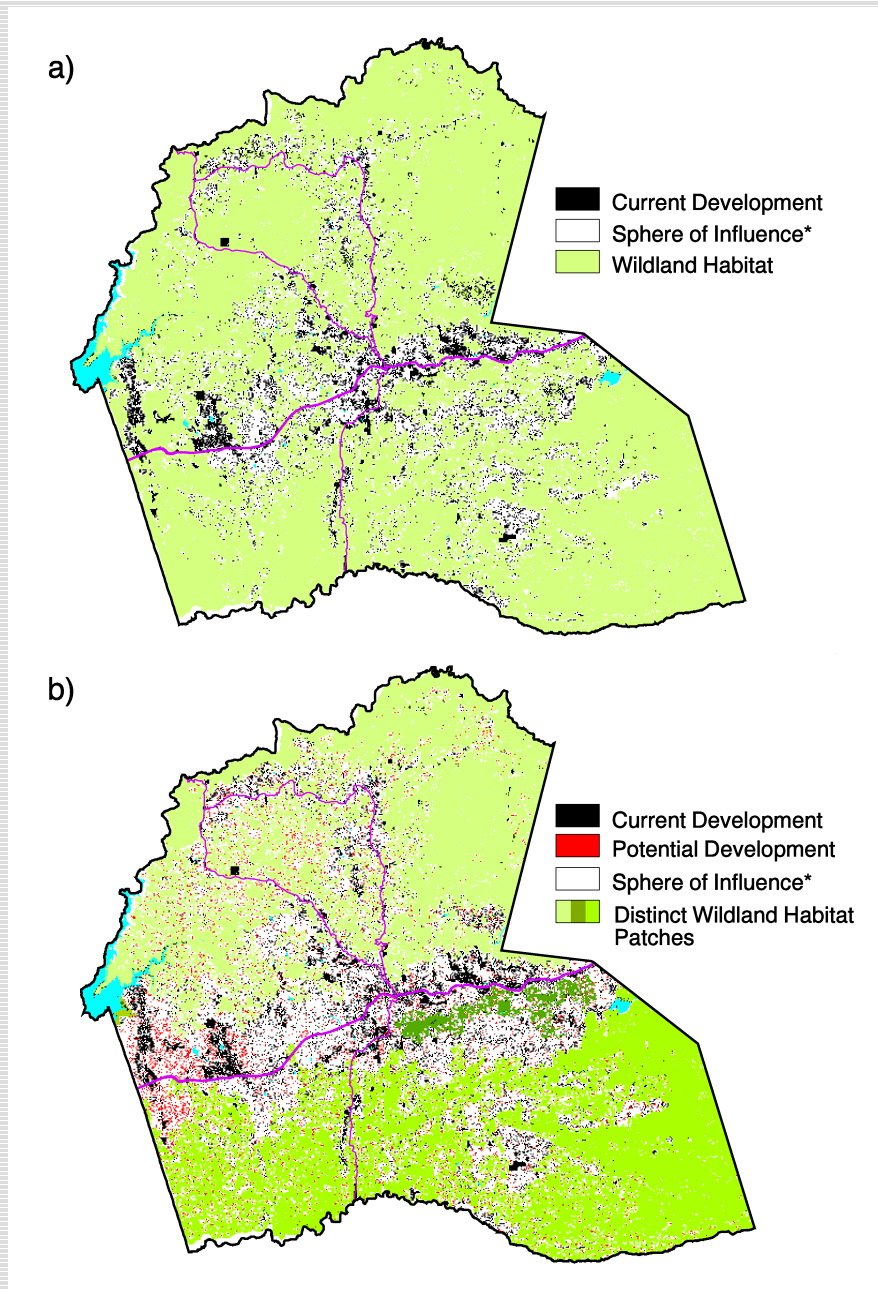 a)
Current Development
Sphere of Influence*
Wildland Habitat
b)
Current Development
Potential Development
Sphere of Influence*
Distinct Wildland Habitat
Patches